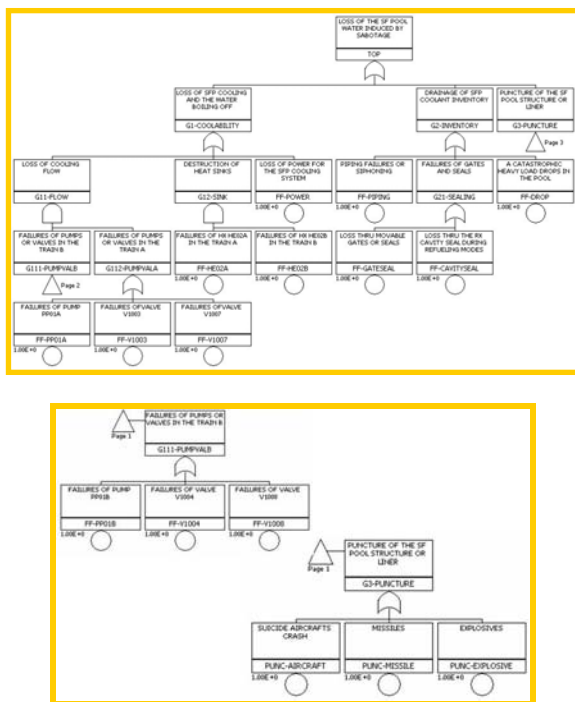 LOSS OF THE SF POOL
WATER INDUCED BY
SABOTAGE
TOP
LOSS OF SFP COOLING
AND THE WATER
BOILING OFF
G1-COOLABILITY
DRAINAGE OF SFP
COOLANT INVENTORY
G2-INVENTORY
PUNCTURE OF THE SF
POOL STRUCTURE OR
LINER
G3-PUNCTURE
Page 3
LOSS OF COOLING
FLOW
G11-FLOW
DESTRUCTION OF
HEAT SINKS
G12-SINK
LOSS OF POWER FOR
THE SFP COOLING
SYSTEM
FF-POWER
1.00E+0
PIPING FAILURES OR
SIPHONING
FF-PIPING
1.00E+0
FAILURES OF GATES
AND SEALS
G21-SEALING
A CATASTROPHIC
HEAVY LOAD DROPS IN
THE POOL
FF-DROP
1.00E+0
FAILURES OF PUMPS
OR VALVES IN THE
TRAIN B
G111-PUMPVALB
Page 2
FAILURES OF PUMPS
OR VALVES IN THE
TRAIN A
G112-PUMPVALA
FAILURES OF HX HE02A
IN THE TRAIN A
FF-HE02A
1.00E+0
FAILURES OF HX HE02B
IN THE TRAIN B
FF-HE02B
1.00E+0
LOSS THRU MOVABLE
GATES OR SEALS
FF-GATESEAL
1.00E+0
LOSS THRU THE RX
CAVITY SEAL DURING
REFUELING MODES
FF-CAVITYSEAL
1.00E+0
FAILURES OF PUMP
PP01A
FF-PP01A
1.00E+0
FAILURES OF VALVE
V1003
FF-V1003
1.00E+0
FAILURES OF VALVE
V1007
FF-V1007
1.00E+0
Page 1
FAILURES OF PUMPS OR
VALVES IN THE TRAIN B
G111-PUMPVALB
FAILURES OF PUMP
PP01B
FF-PP01B
1.00E+0
FAILURES OF VALVE
V1004
FF-V1004
1.00E+0
FAILURES OF VALVE
V1008
FF-V1008
1.00E+0
Page 1
PUNCTURE OF THE SF
POOL STRUCTURE OR
LINER
G3-PUNCTURE
SUICIDE AIRCRAFTS
CRASH
PUNC-AIRCRAFT
1.00E+0
MISSILES
PUNC-MISSILE
1.00E+0
EXPLOSIVES
PUNC-EXPLOSIVE
1.00E+0